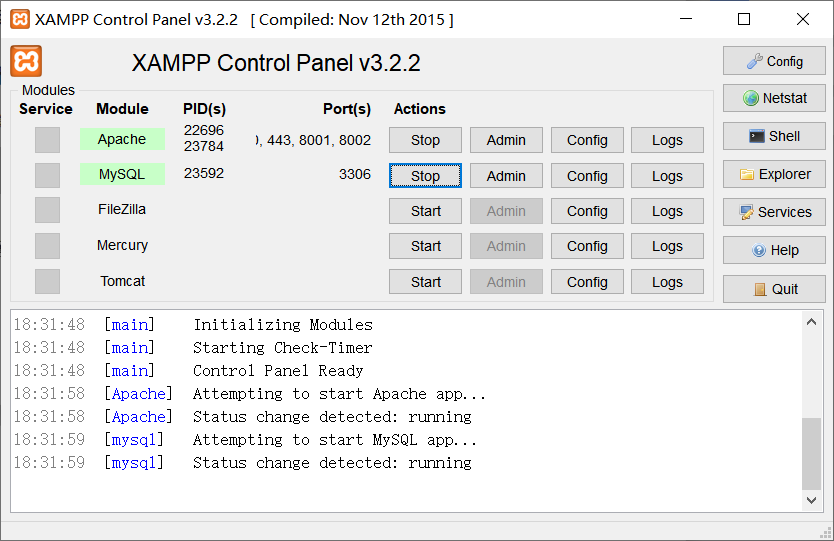 XAMPP Control Panel v3.2.2 [ Compiled: Nov 12th 2015 ]
XAMPP Control Panel v3.2.2
Config
Modules
Service Module PID(s) Port(s) Actions
Netstat
Apache 22696 23784 , 443, 8001, 8002 Stop Admin Config Logs
Shell
MySQL 23592 3306 Stop Admin Config Logs
Explorer
FileZilla Start Admin Config Logs
Services
Mercury Start Admin Config Logs
Help
Tomcat Start Admin Config Logs
Quit
18:31:48 [main] Initializing Modules
18:31:48 [main] Starting Check-Timer
18:31:48 [main] Control Panel Ready
18:31:58 [Apache] Attempting to start Apache app...
18:31:58 [Apache] Status change detected: running
18:31:59 [mysql] Attempting to start MySQL app...
18:31:59 [mysql] Status change detected: running